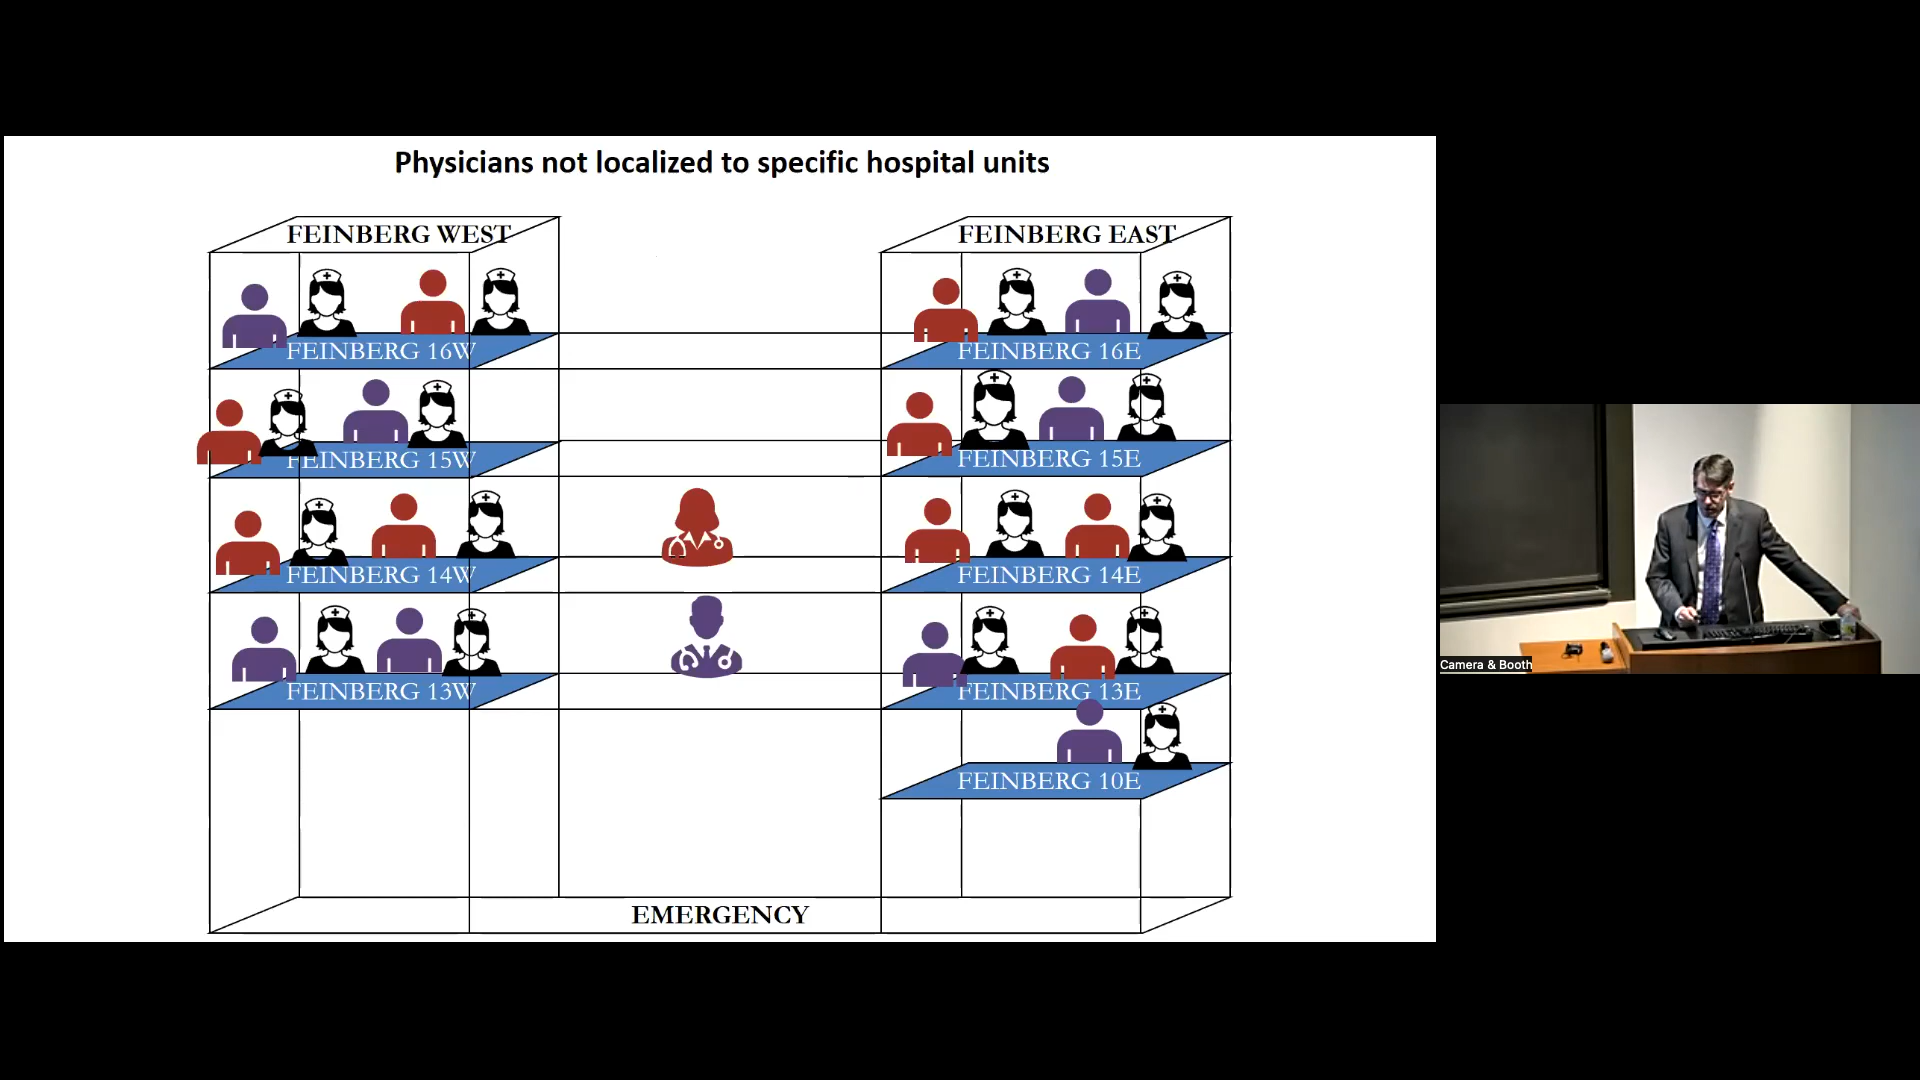 Physicians not localized to specific hospital units
FEINBERG WEST
FEINBERG EAST
FEINBERG 16W
FEINBERG 16E
FEINBERG 15W
FEINBERG 15E
FEINBERG 14W
FEINBERG 14E
FEINBERG 13W
FEINBERG 13E
FEINBERG 10E
EMERGENCY
Camera & Booth